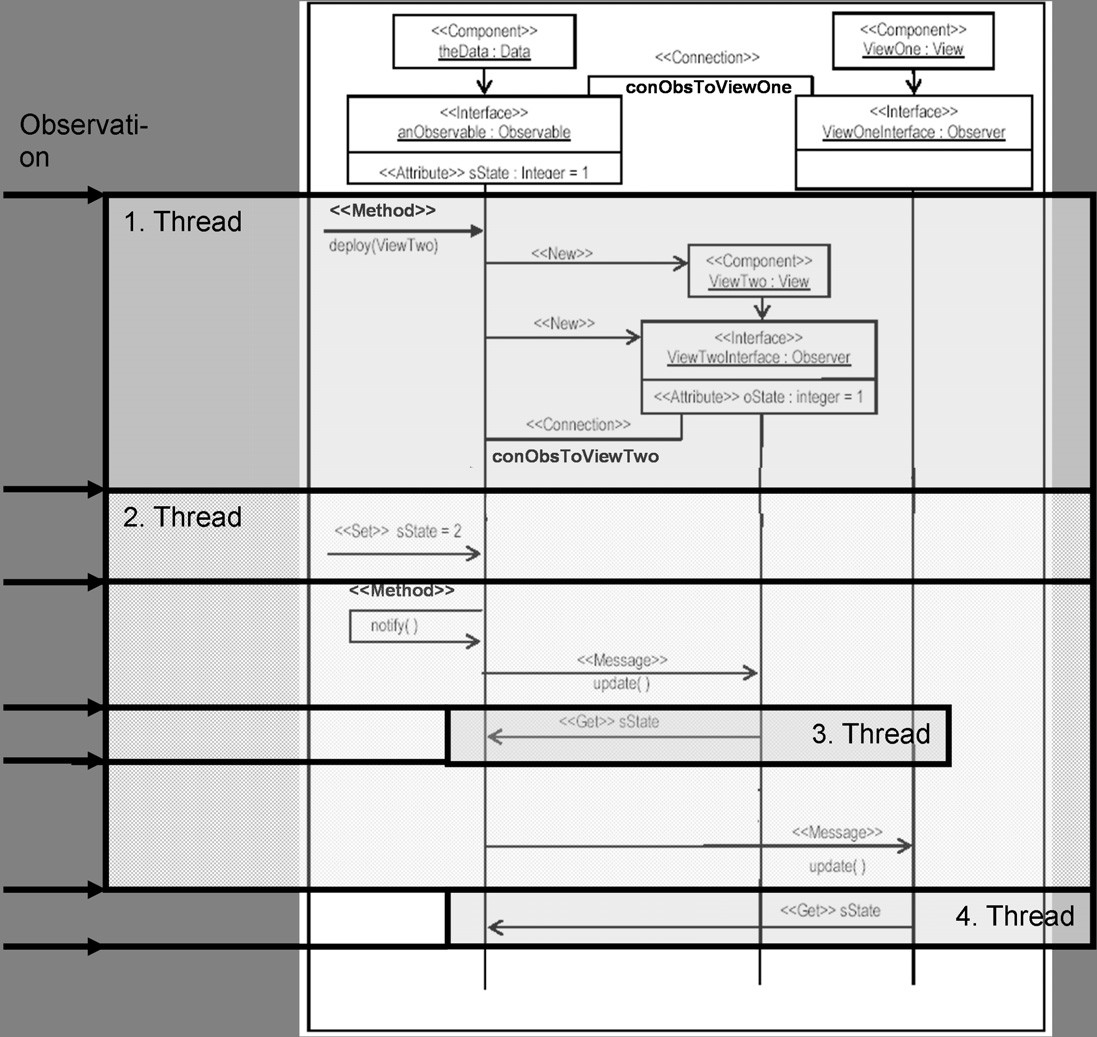 <<Component>>
theData : Data
<<Component>>
ViewOne : View
<<Connection>>
conObsToViewOne
Observati-
on
<<Interface>>
anObservable : Observable
<<Attribute>> sState : Integer = 1
<<Interface>>
ViewOneInterface : Observer
1. Thread
<<Method>>
deploy(ViewTwo)
<<New>>
<<Component>>
ViewTwo : View
<<New>>
<<Interface>>
ViewTwoInterface : Observer
<<Attribute>> oState : integer = 1
<<Connection>>
conObsToViewTwo
2. Thread
<<Set>> sState = 2
<<Method>>
notify( )
<<Message>>
update( )
<<Get>> sState
3. Thread
<<Message>>
update( )
<<Get>> sState
4. Thread